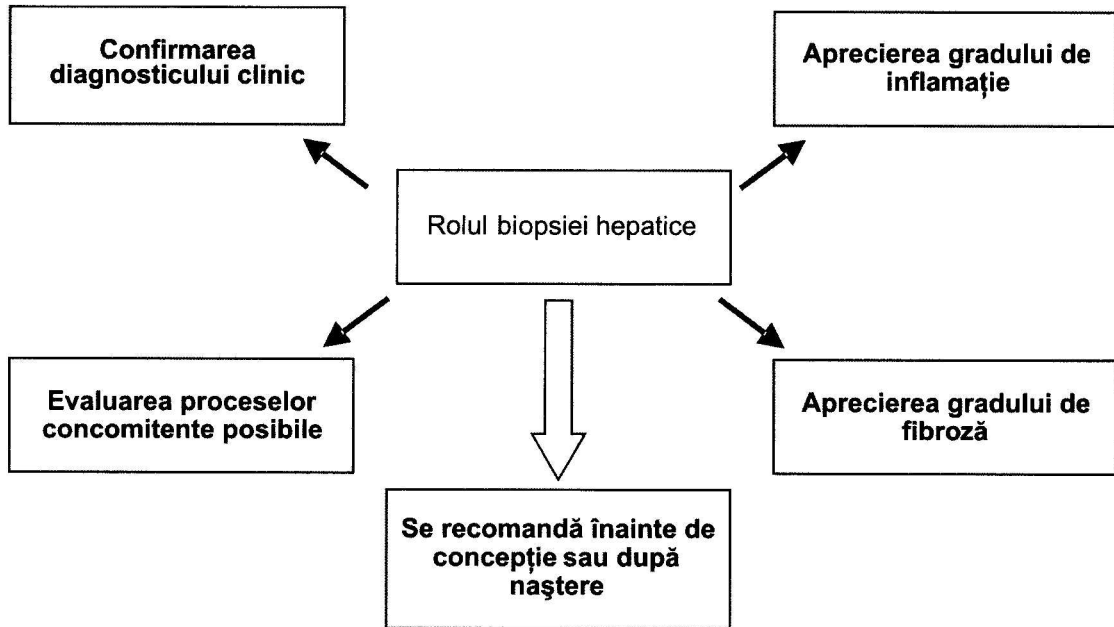 Confirmarea
diagnosticului clinic
Aprecierea gradului de
inflamație
Rolul biopsiei hepatice
Evaluarea proceselor
concomitente posibile
Aprecierea gradului de
fibroză
Se recomandă înainte de
concepție sau după
naştere